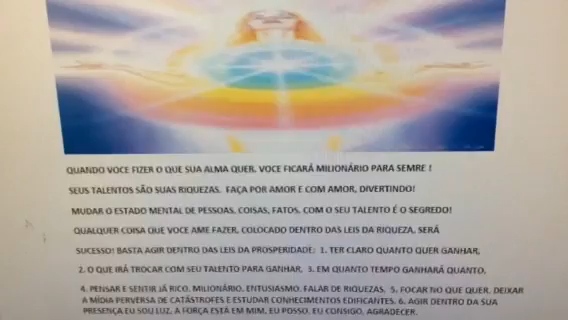 QUANDO VOCE FIZER O QUE SUA ALMA QUER, VOCE FICARÁ MILIONÁRIO PARA SEMRE !
SEUS TALENTOS SÃO SUAS RIQUEZAS. FAÇA POR AMOR E COM AMOR, DIVERTINDO!
MUDAR O ESTADO MENTAL DE PESSOAS, COISAS, FATOS, COM O SEU TALENTO É O SEGREDO!
QUALQUER COISA QUE VOCE AME FAZER, COLOCADO DENTRO DAS LEIS DA RIQUEZA, SERÁ
SUCESSO! BASTA AGIR DENTRO DAS LEIS DA PROSPERIDADE: 1. TER CLARO QUANTO QUER GANHAR,
2. O QUE IRÁ TROCAR COM SEU TALENTO PARA GANHAR, 3. EM QUANTO TEMPO GANHARÁ QUANTO,
4. PENSAR E SENTIR JÁ RICO, MILIONÁRIO, ENTUSIASMO. FALAR DE RIQUEZAS, 5. FOCAR NO QUE QUER. DEIXAR
A MÍDIA PERVERSA DE CATÁSTROFES E ESTUDAR CONHECIMENTOS EDIFICANTES. 6. AGIR DENTRO DA SUA
PRESENÇA EU SOU LUZ, A FORÇA ESTÁ EM MIM, EU POSSO, EU CONSIGO, AGRADECER.